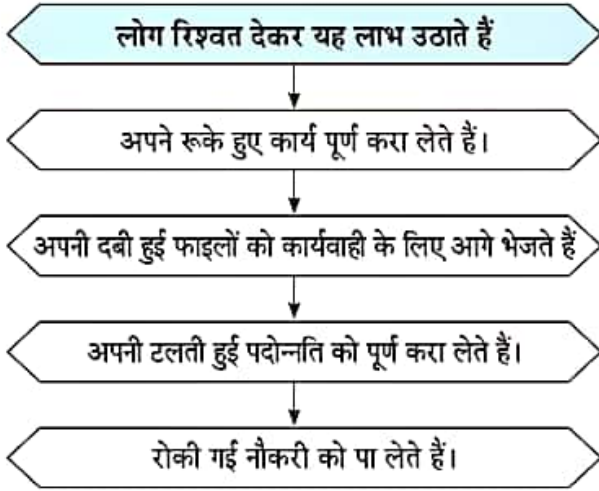 लोग रिश्वत देकर यह लाभ उठाते हैं
अपने रूके हुए कार्य पूर्ण करा लेते हैं।
अपनी दबी हुई फाइलों को कार्यवाही के लिए आगे भेजते हैं
अपनी टलती हुई पदोन्नति को पूर्ण करा लेते हैं।
रोकी गई नौकरी को पा लेते हैं।